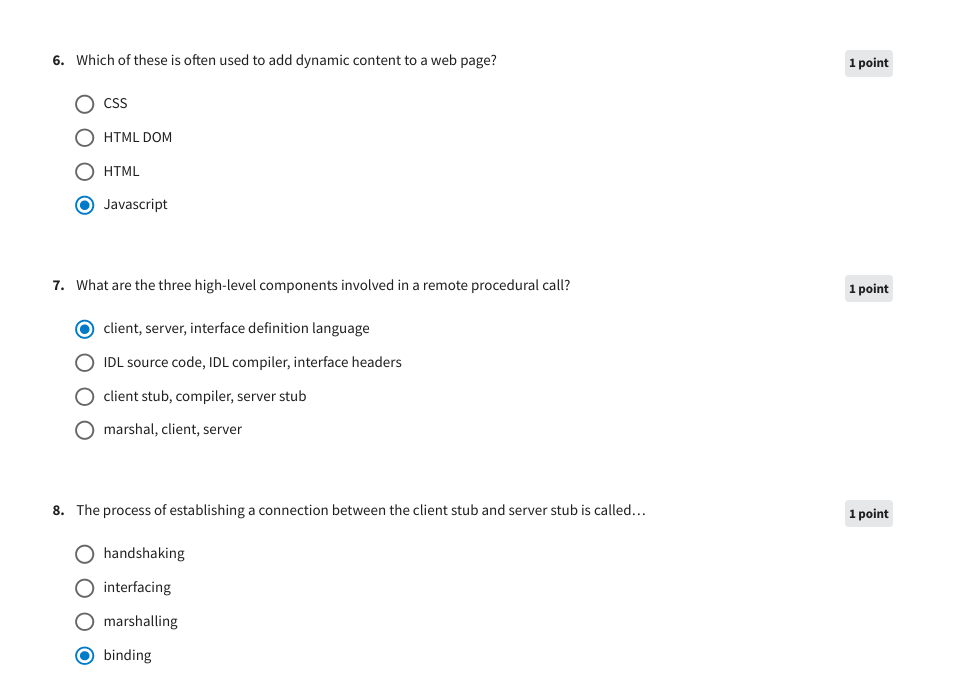 6. Which of these is often used to add dynamic content to a web page?
1 point
CSS
HTML DOM
HTML
Javascript
7. What are the three high-level components involved in a remote procedural call?
1 point
client, server, interface definition language
IDL source code, IDL compiler, interface headers
client stub, compiler, server stub
marshal, client, server
8. The process of establishing a connection between the client stub and server stub is called…
1 point
handshaking
interfacing
marshalling
binding